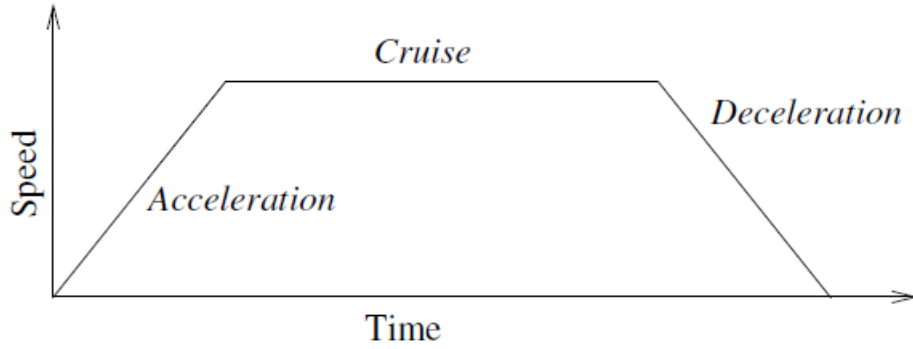 Cruise
Deceleration
Speed
Acceleration
Time